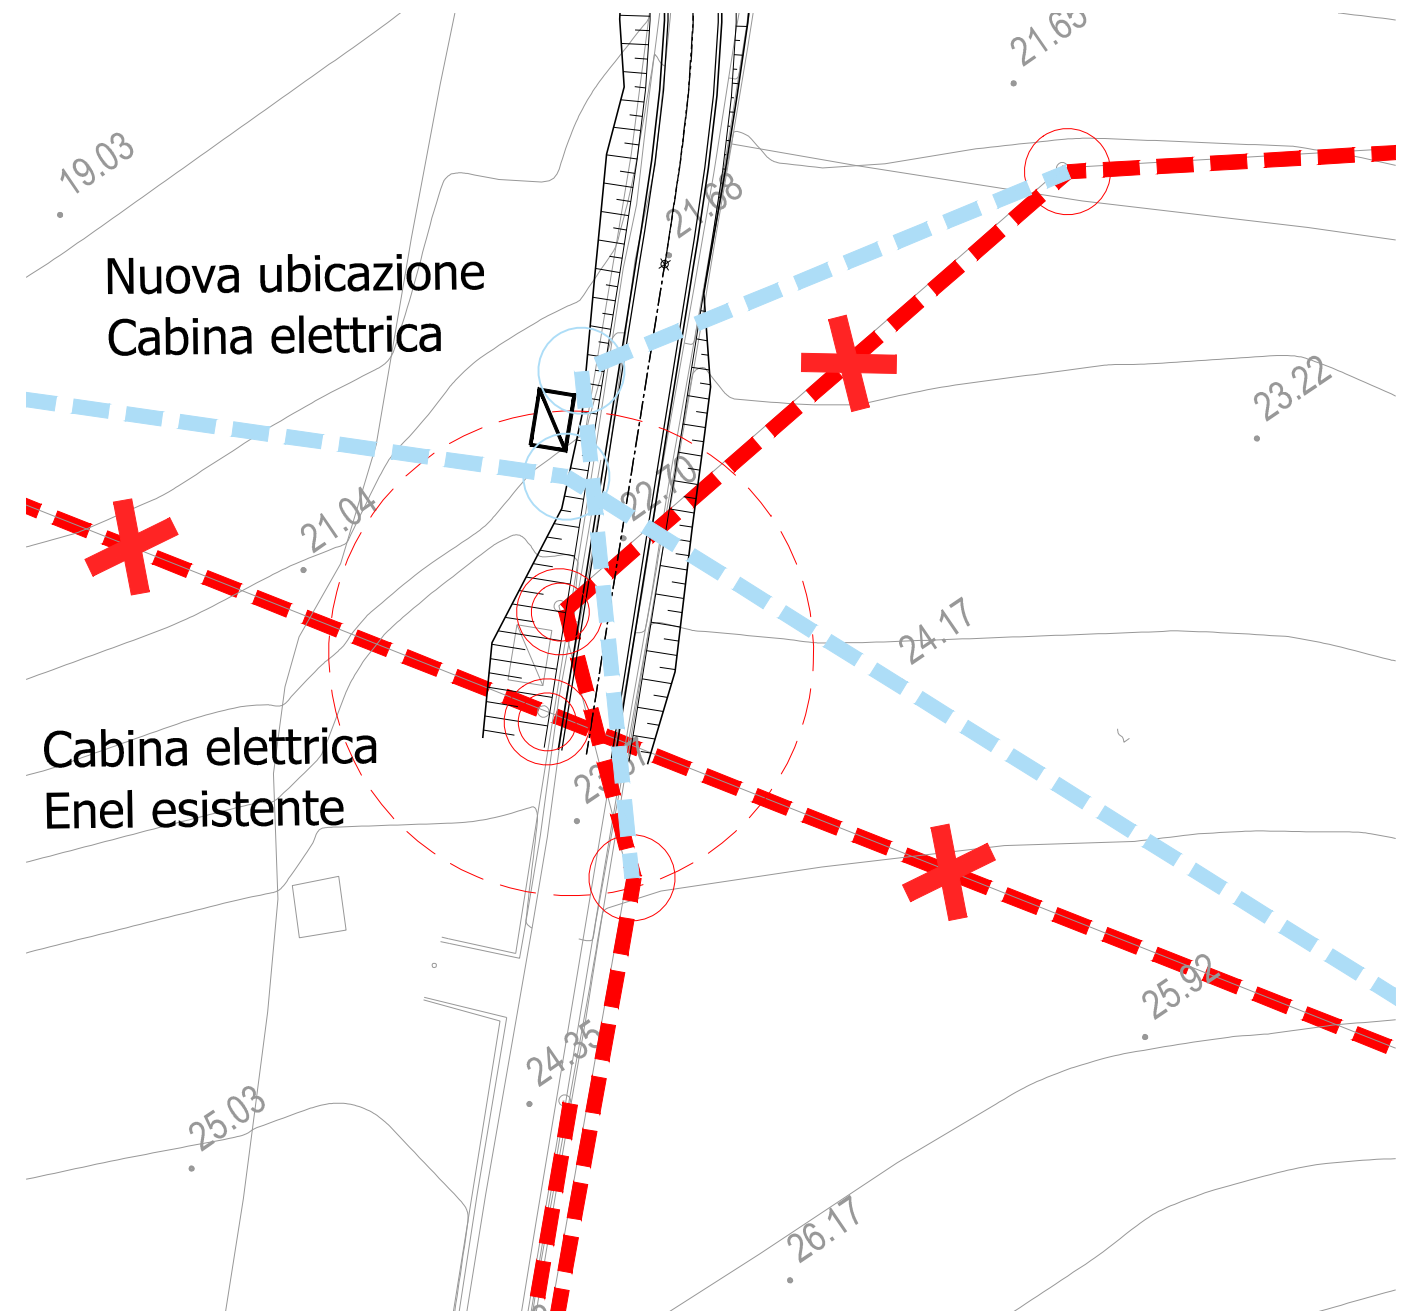 21.65
19.03
21.68
Nuova ubicazione
Cabina elettrica
23.22
22.70
21.04
24.17
Cabina elettrica
Enel esistente
25.92
24.35
25.03
26.17